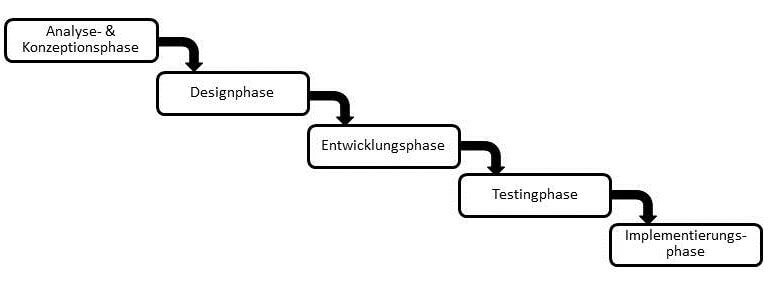 Analyse- &
Konzeptionsphase
Designphase
Entwicklungsphase
Testingphase
Implementierungs-
phase